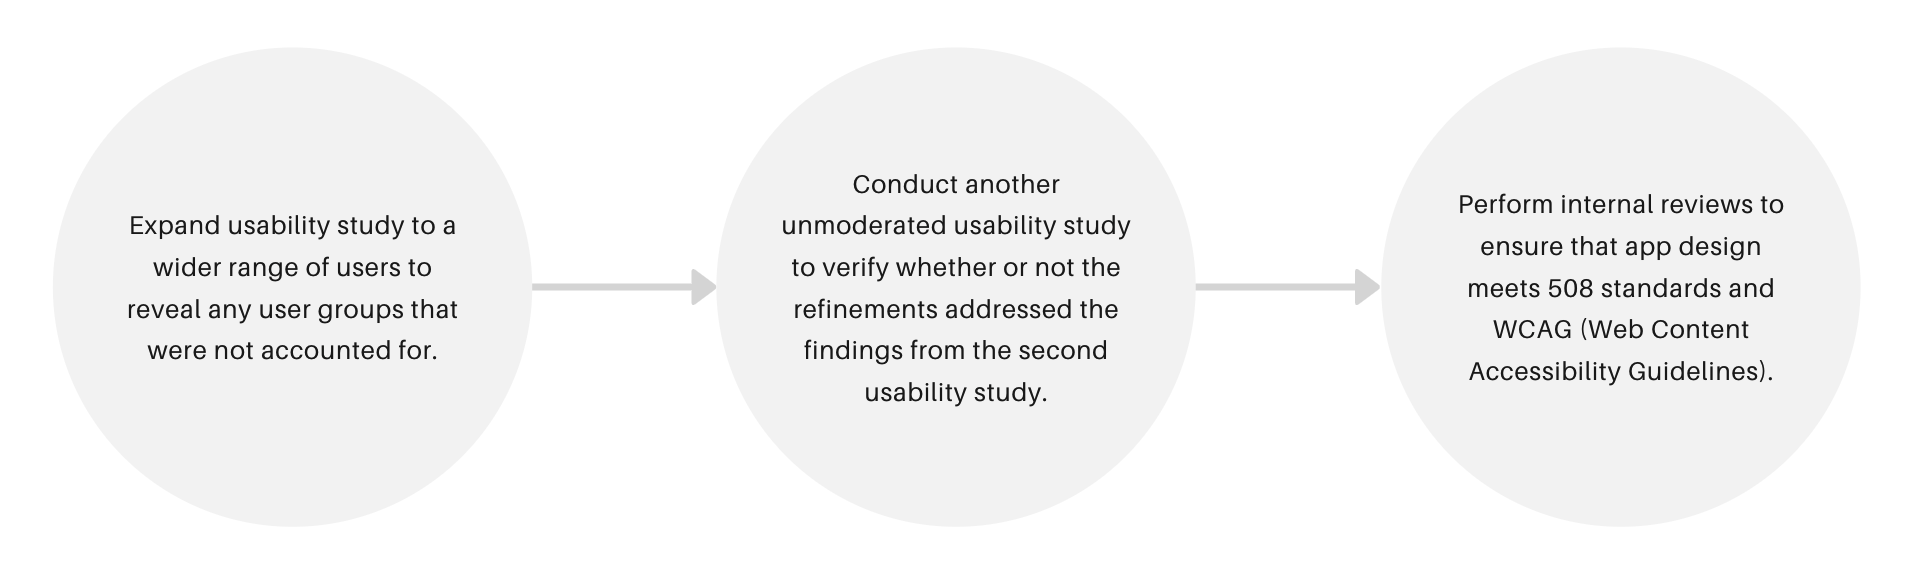 Expand usability study to a
wider range of users to
reveal any user groups that
were not accounted for.
Conduct another
unmoderated usability study
to verify whether or not the
refinements addressed the
findings from the second
usability study.
Perform internal reviews to
ensure that app design
meets 508 standards and
WCAG (Web Content
Accessibility Guidelines).